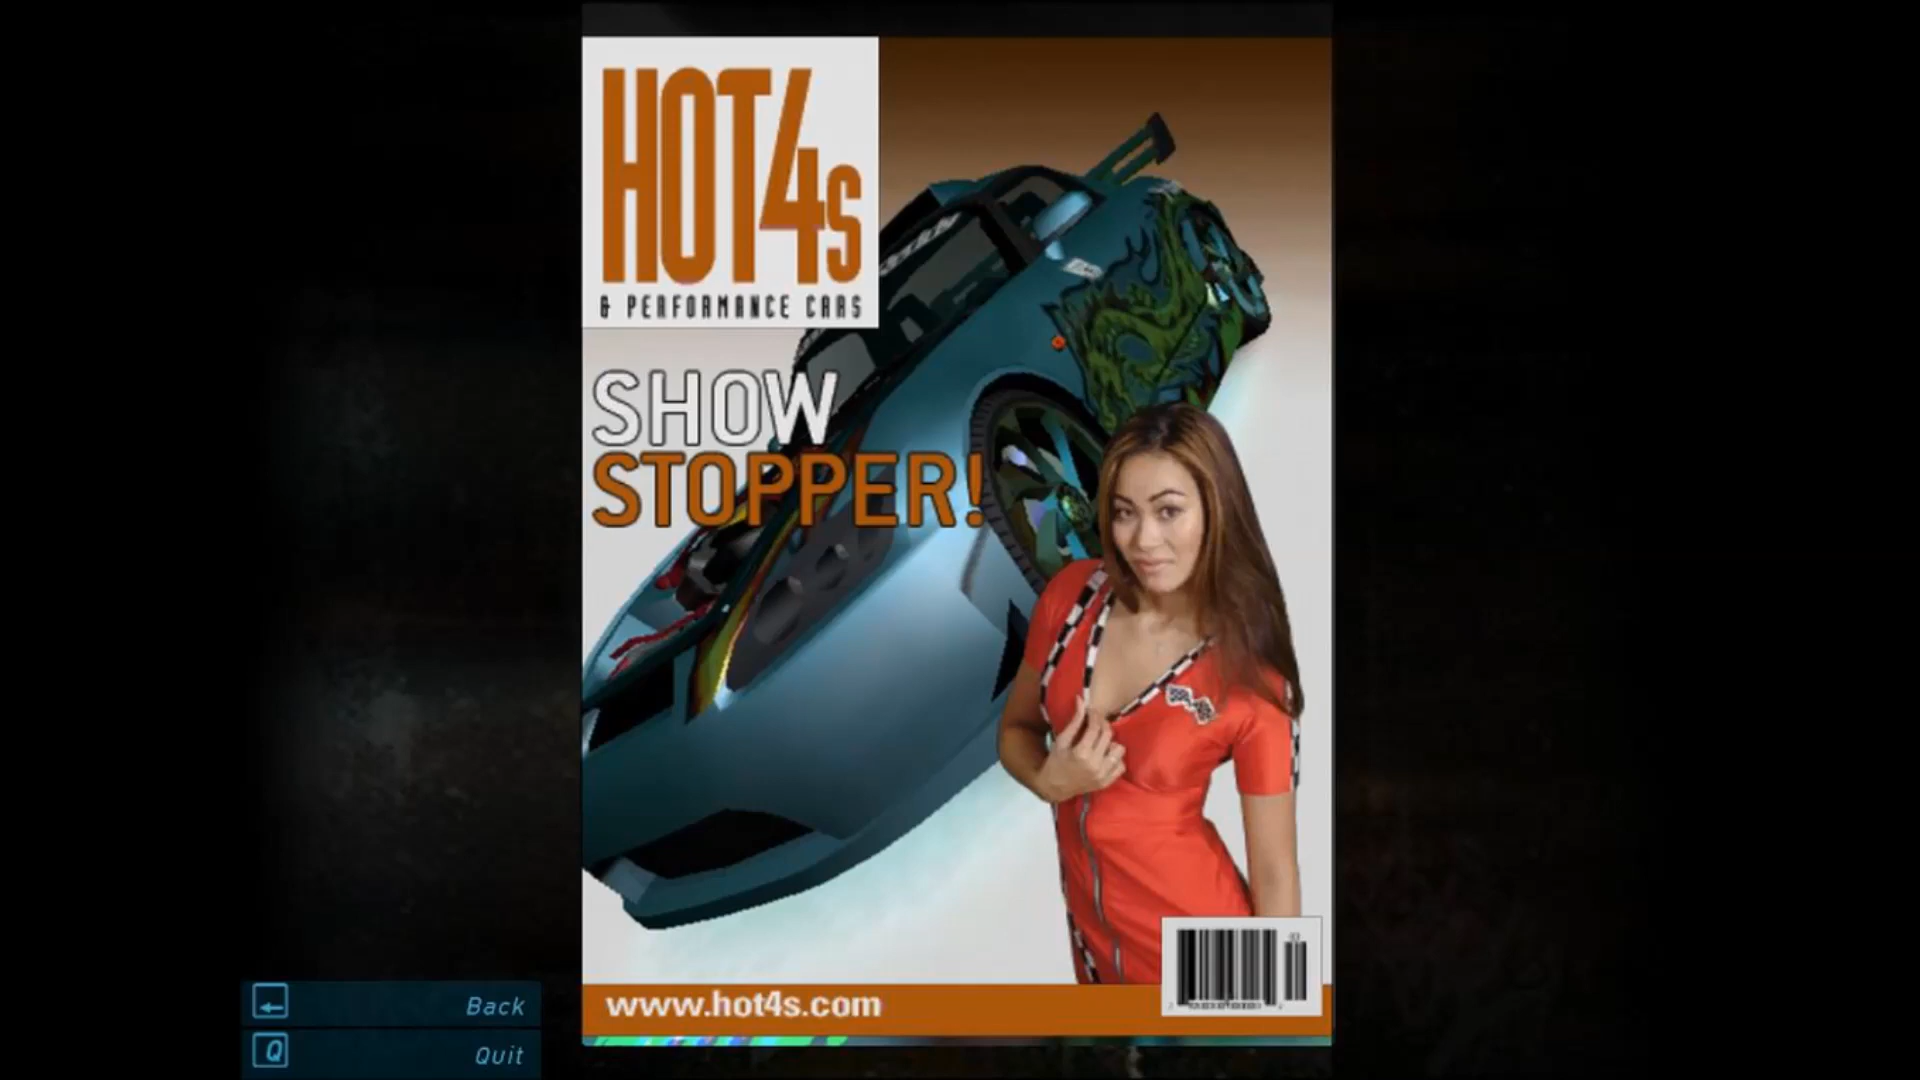 HOT4s
& PERFORMANCE CARS
SHOW
STOPPER!
www.hot4s.com
Back
Q
Quit